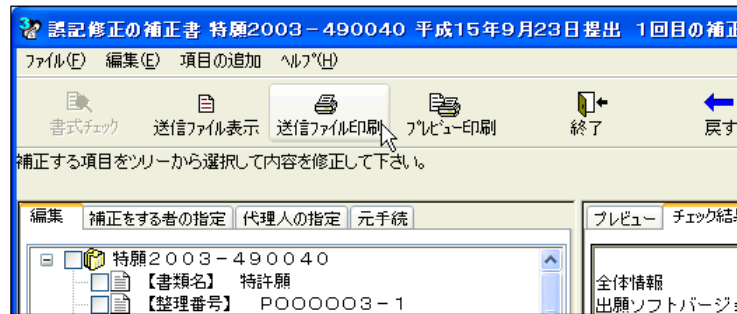 誤記修正の補正書 特願2003－490040 平成15年9月23日提出 1回目の補正
ファイル(F) 編集(E) 項目の追加 ヘルプ(H)
書式チェック 送信ファイル表示 送信ファイル印刷 プレビュー印刷 終了 戻す
補正する項目をツリーから選択して内容を修正して下さい。
編集 補正をする者の指定 代理人の指定 元手続 プレビュー チェック結果
特願２００３－４９００４０
【書類名】 特許願 全体情報
【整理番号】 Ｐ０００００３－１ 出願ソフトバージョ